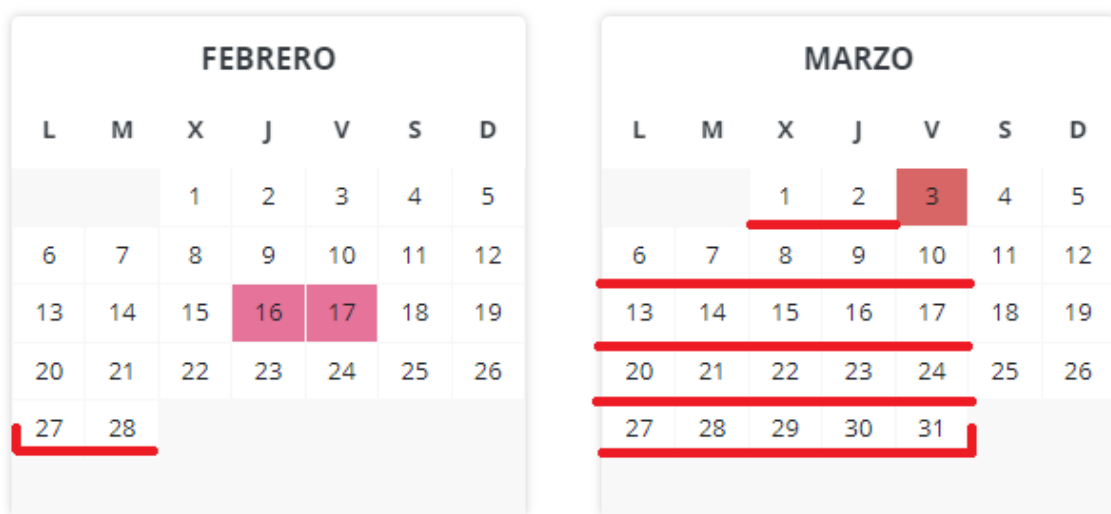 FEBRERO
L M X J V S D
1 2 3 4 5
6 7 8 9 10 11 12
13 14 15 16 17 18 19
20 21 22 23 24 25 26
27 28
MARZO
L M X J V S D
1 2 3 4 5
6 7 8 9 10 11 12
13 14 15 16 17 18 19
20 21 22 23 24 25 26
27 28 29 30 31